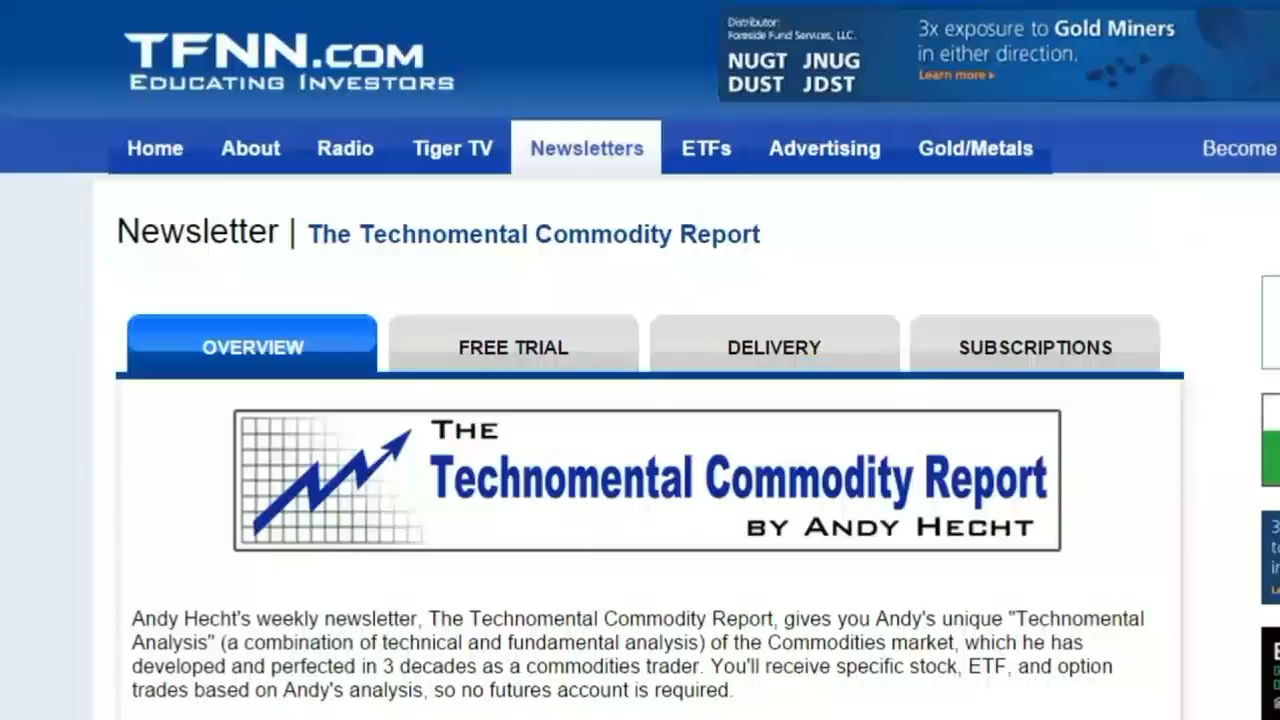 TFNN.COM
EDUCATING INVESTORS
Distributor:
Foreside Fund Services, LLC.
NUGT JNUG
DUST JDST
3x exposure to Gold Miners
in either direction.
Learn more
Home About Radio Tiger TV Newsletters ETFs Advertising Gold/Metals Become
Newsletter | The Technomental Commodity Report
OVERVIEW FREE TRIAL DELIVERY SUBSCRIPTIONS
THE
Technomental Commodity Report
BY ANDY HECHT
Andy Hecht's weekly newsletter, The Technomental Commodity Report, gives you Andy's unique "Technomental
Analysis" (a combination of technical and fundamental analysis) of the Commodities market, which he has
developed and perfected in 3 decades as a commodities trader. You'll receive specific stock, ETF, and option
trades based on Andy's analysis, so no futures account is required.